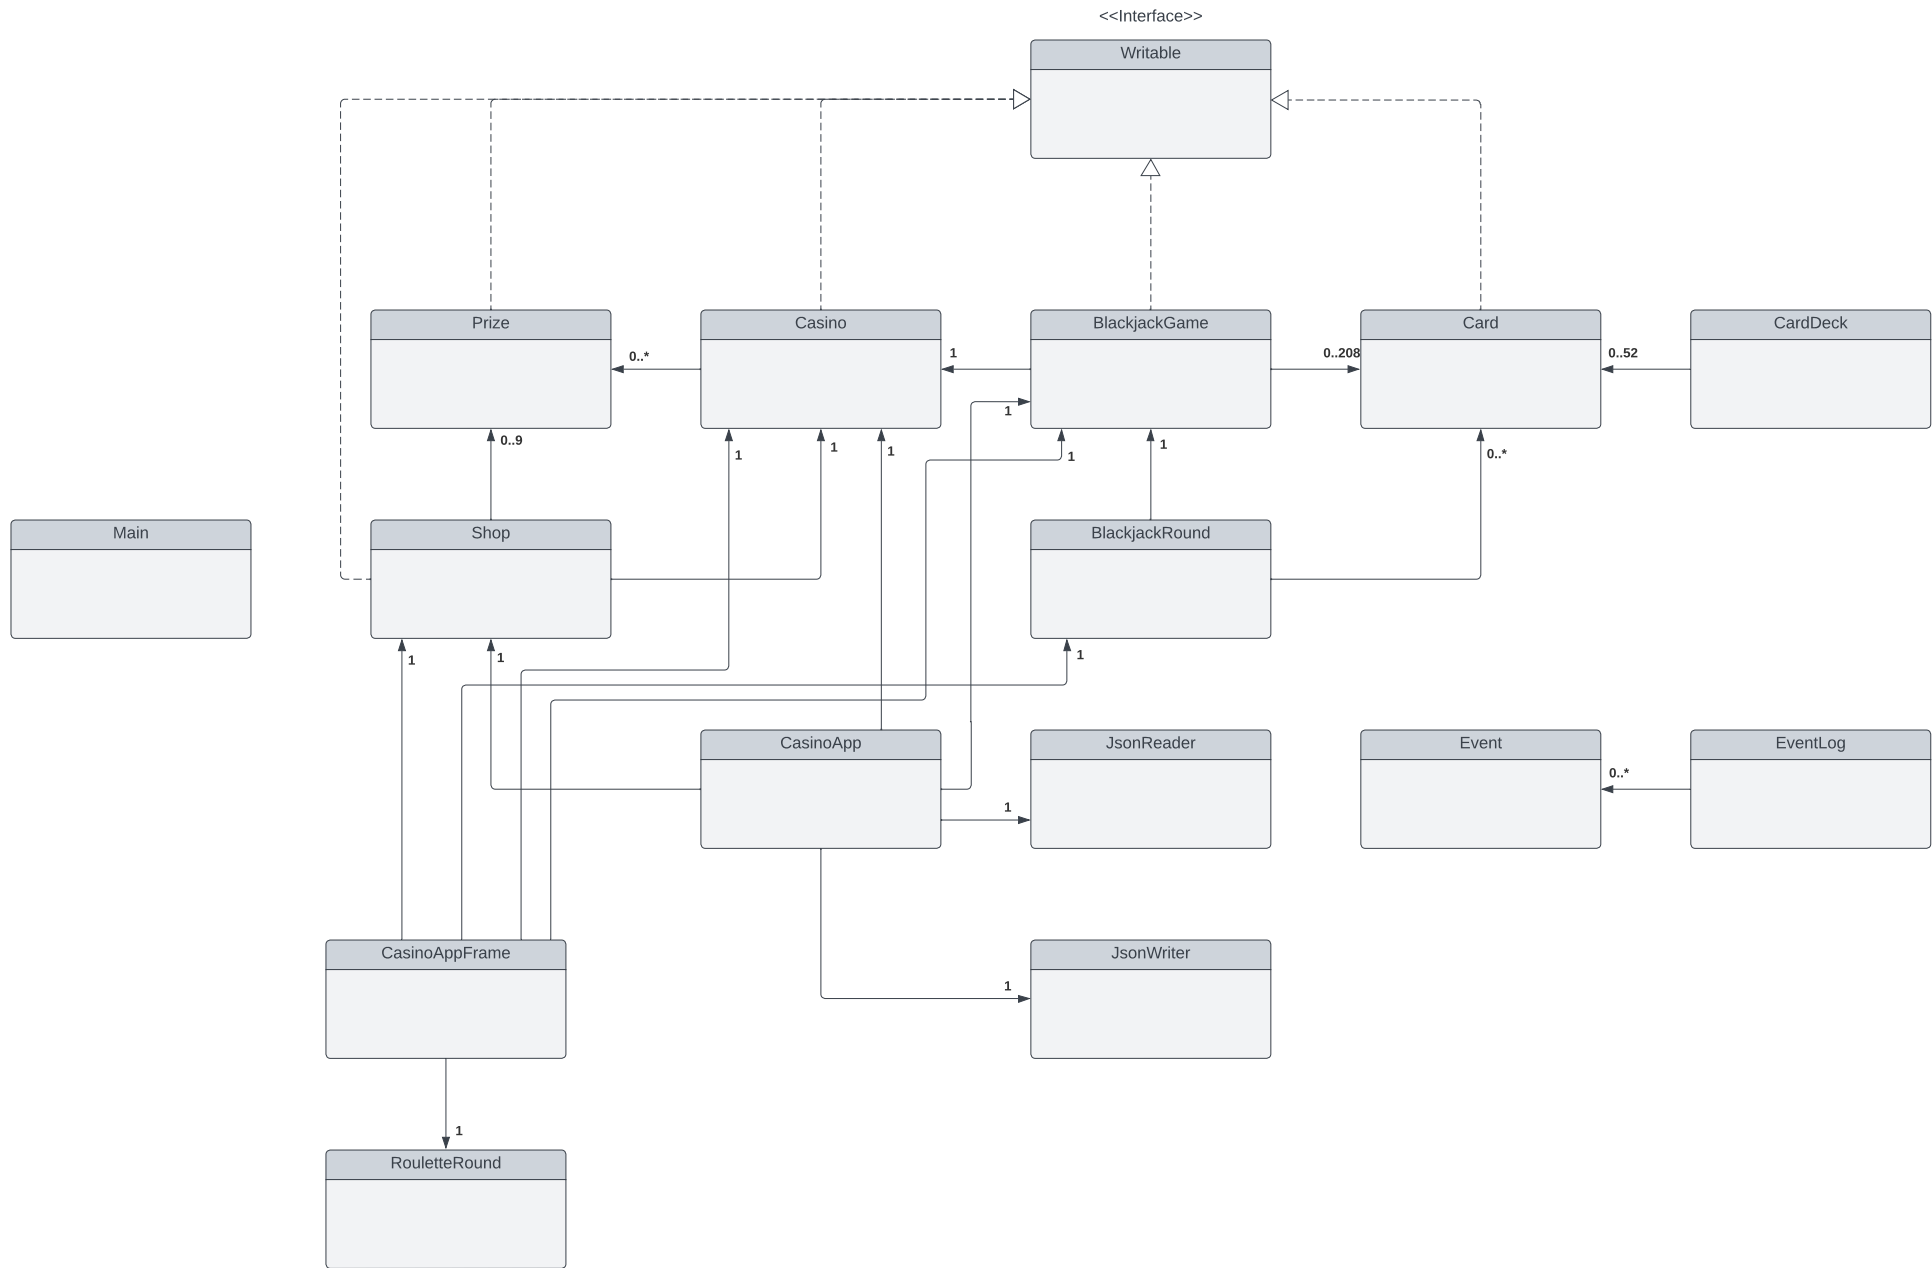 <<Interface>>
Writable
Prize
Casino
BlackjackGame
Card
CardDeck
0..*
1
0..208
0..52
1
0..9
1
1
1
1
1
0..*
Main
Shop
BlackjackRound
1
1
1
CasinoApp
JsonReader
Event
EventLog
0..*
1
CasinoAppFrame
JsonWriter
1
1
RouletteRound